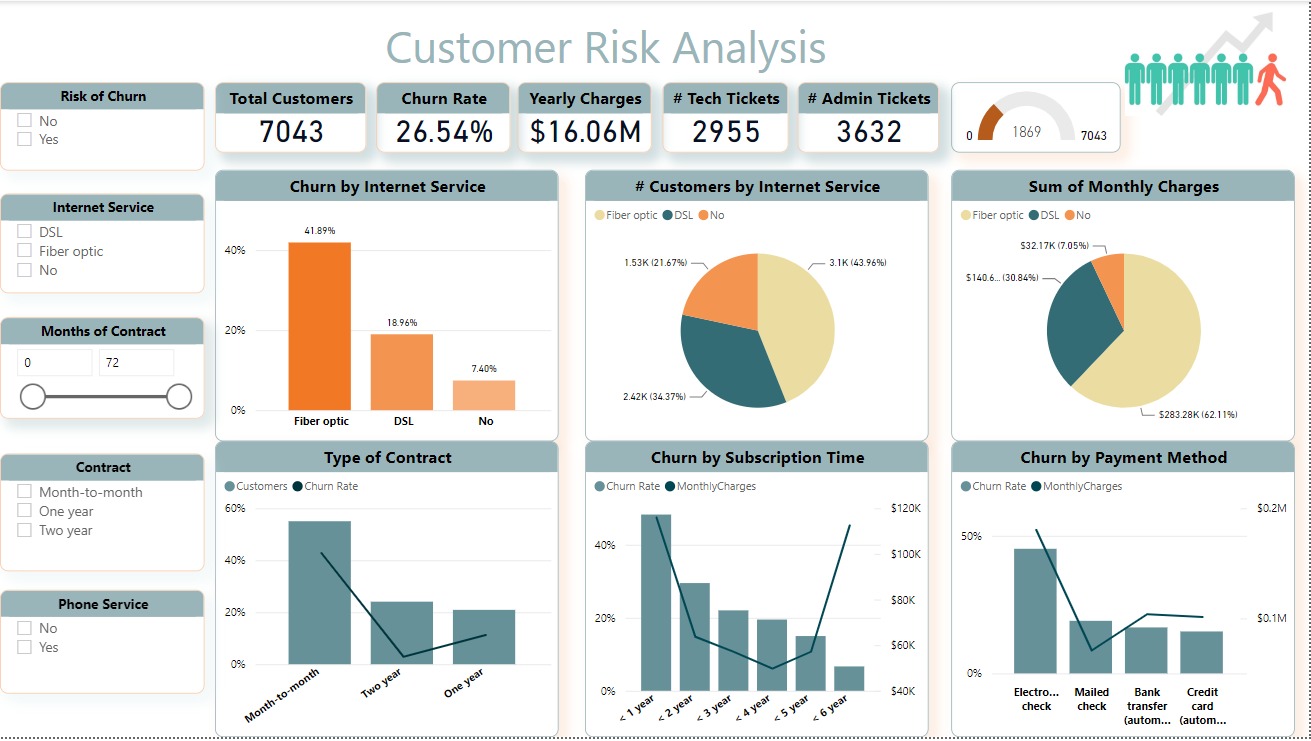 Customer Risk Analysis
Risk of Churn
No
Yes
Internet Service
DSL
Fiber optic
No
Months of Contract
0
72
Contract
Month-to-month
One year
Two year
Phone Service
No
Yes
Total Customers
7043
Churn Rate
26.54%
Yearly Charges
$16.06M
# Tech Tickets
2955
# Admin Tickets
3632
0
1869
7043
Churn by Internet Service
40%
20%
0%
41.89%
18.96%
7.40%
Fiber optic
DSL
No
# Customers by Internet Service
Fiber optic
DSL
No
1.53K (21.67%)
3.1K (43.96%)
2.42K (34.37%)
Sum of Monthly Charges
Fiber optic
DSL
No
$32.17K (7.05%)
$140.6... (30.84%)
$283.28K (62.11%)
Type of Contract
Customers
Churn Rate
60%
40%
20%
0%
Month-to-month
Two year
One year
Churn by Subscription Time
Churn Rate
MonthlyCharges
40%
20%
0%
$120K
$100K
$80K
$60K
$40K
< 1 year
< 2 year
< 3 year
< 4 year
< 5 year
< 6 year
Churn by Payment Method
Churn Rate
MonthlyCharges
50%
0%
$0.2M
$0.1M
Electro...
check
Mailed
check
Bank
transfer
(autom...
Credit
card
(autom...